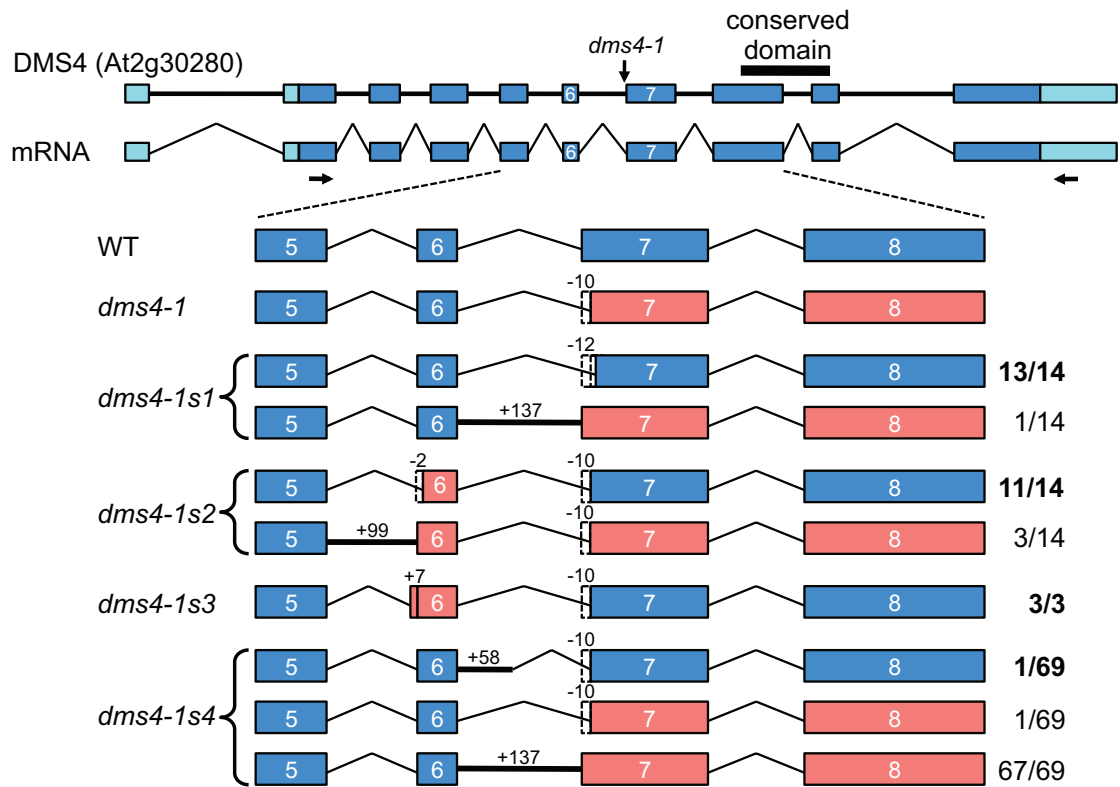 conserved
domain
dms4-1
DMS4 (At2g30280)
6 7
mRNA
6 7
WT 5 6 7 8
-10
dms4-1 5 6 7 8
-12
5 6 7 8 13/14
dms4-1s1
+137
5 6 7 8 1/14
-2 -10
5 6 7 8 11/14
dms4-1s2
+99 -10
5 6 7 8 3/14
+7 -10
dms4-1s3 5 6 7 8 3/3
-10
+58
5 6 7 8 1/69
-10
dms4-1s4 5 6 7 8 1/69
+137
5 6 7 8 67/69